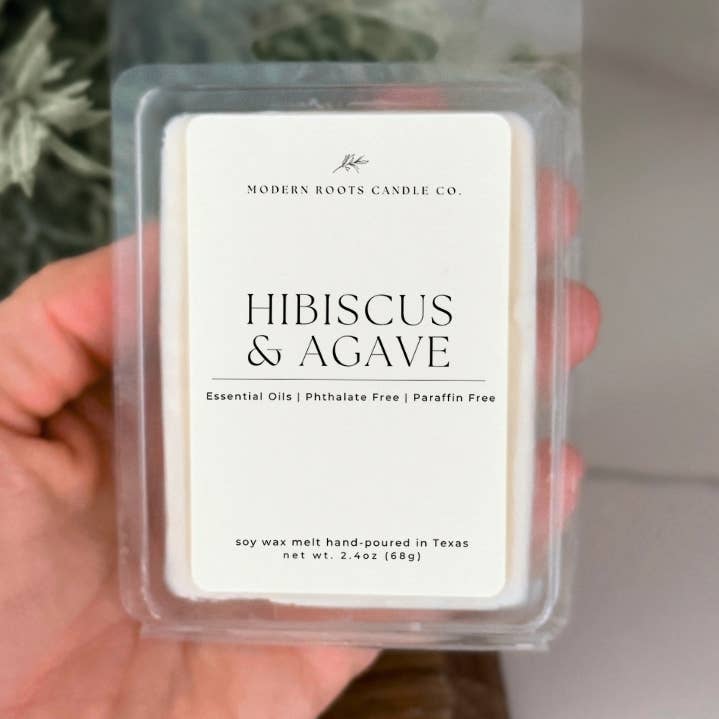 MODERN ROOTS CANDLE CO.
HIBISCUS
& AGAVE
Essential Oils | Phthalate Free | Paraffin Free
soy wax melt hand-poured in Texas
net wt. 2.4oz (68g)